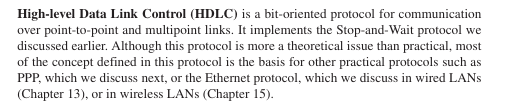 High-level Data Link Control (HDLC) is a bit-oriented protocol for communication
over point-to-point and multipoint links. It implements the Stop-and-Wait protocol we
discussed earlier. Although this protocol is more a theoretical issue than practical, most
of the concept defined in this protocol is the basis for other practical protocols such as
PPP, which we discuss next, or the Ethernet protocol, which we discuss in wired LANs
(Chapter 13), or in wireless LANs (Chapter 15).